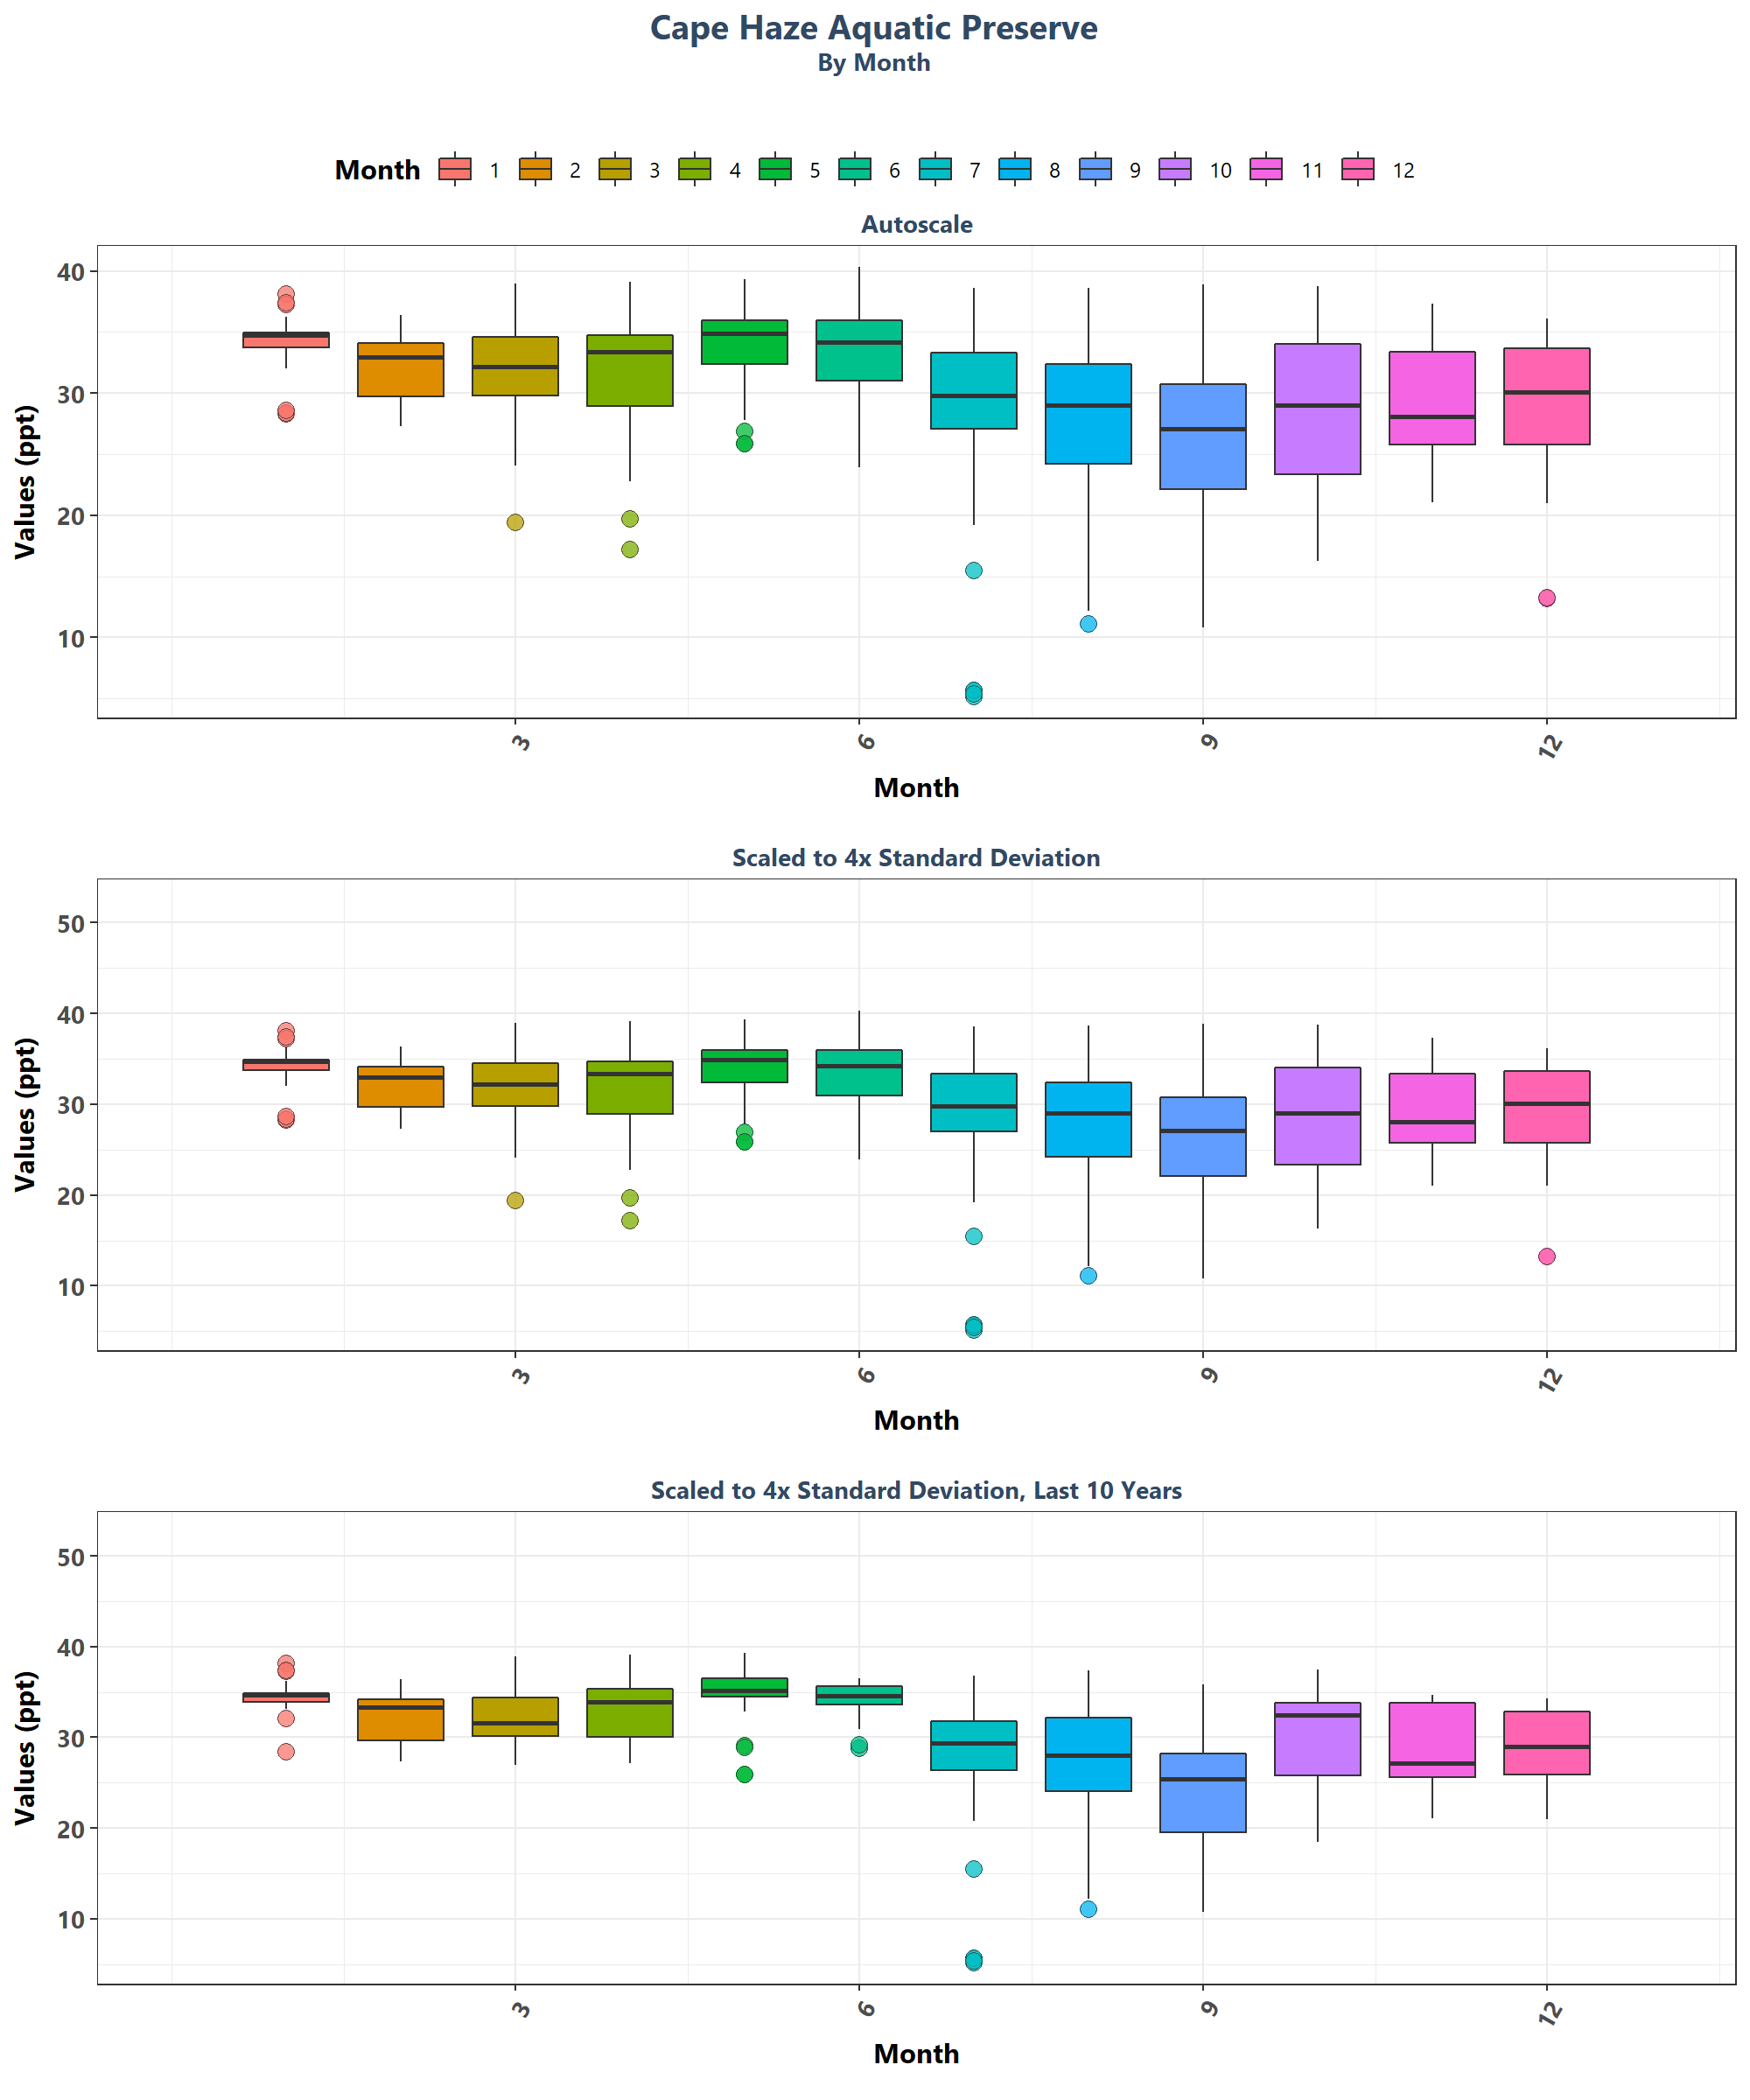 Cape Haze Aquatic Preserve
By Month
Month 1 2 3 4 5 6 7 8 9 10 11 12
Autoscale
Values (ppt)
40
30
20
10
3 6 9 12
Month
Scaled to 4x Standard Deviation
Values (ppt)
50
40
30
20
10
3 6 9 12
Month
Scaled to 4x Standard Deviation, Last 10 Years
Values (ppt)
50
40
30
20
10
3 6 9 12
Month